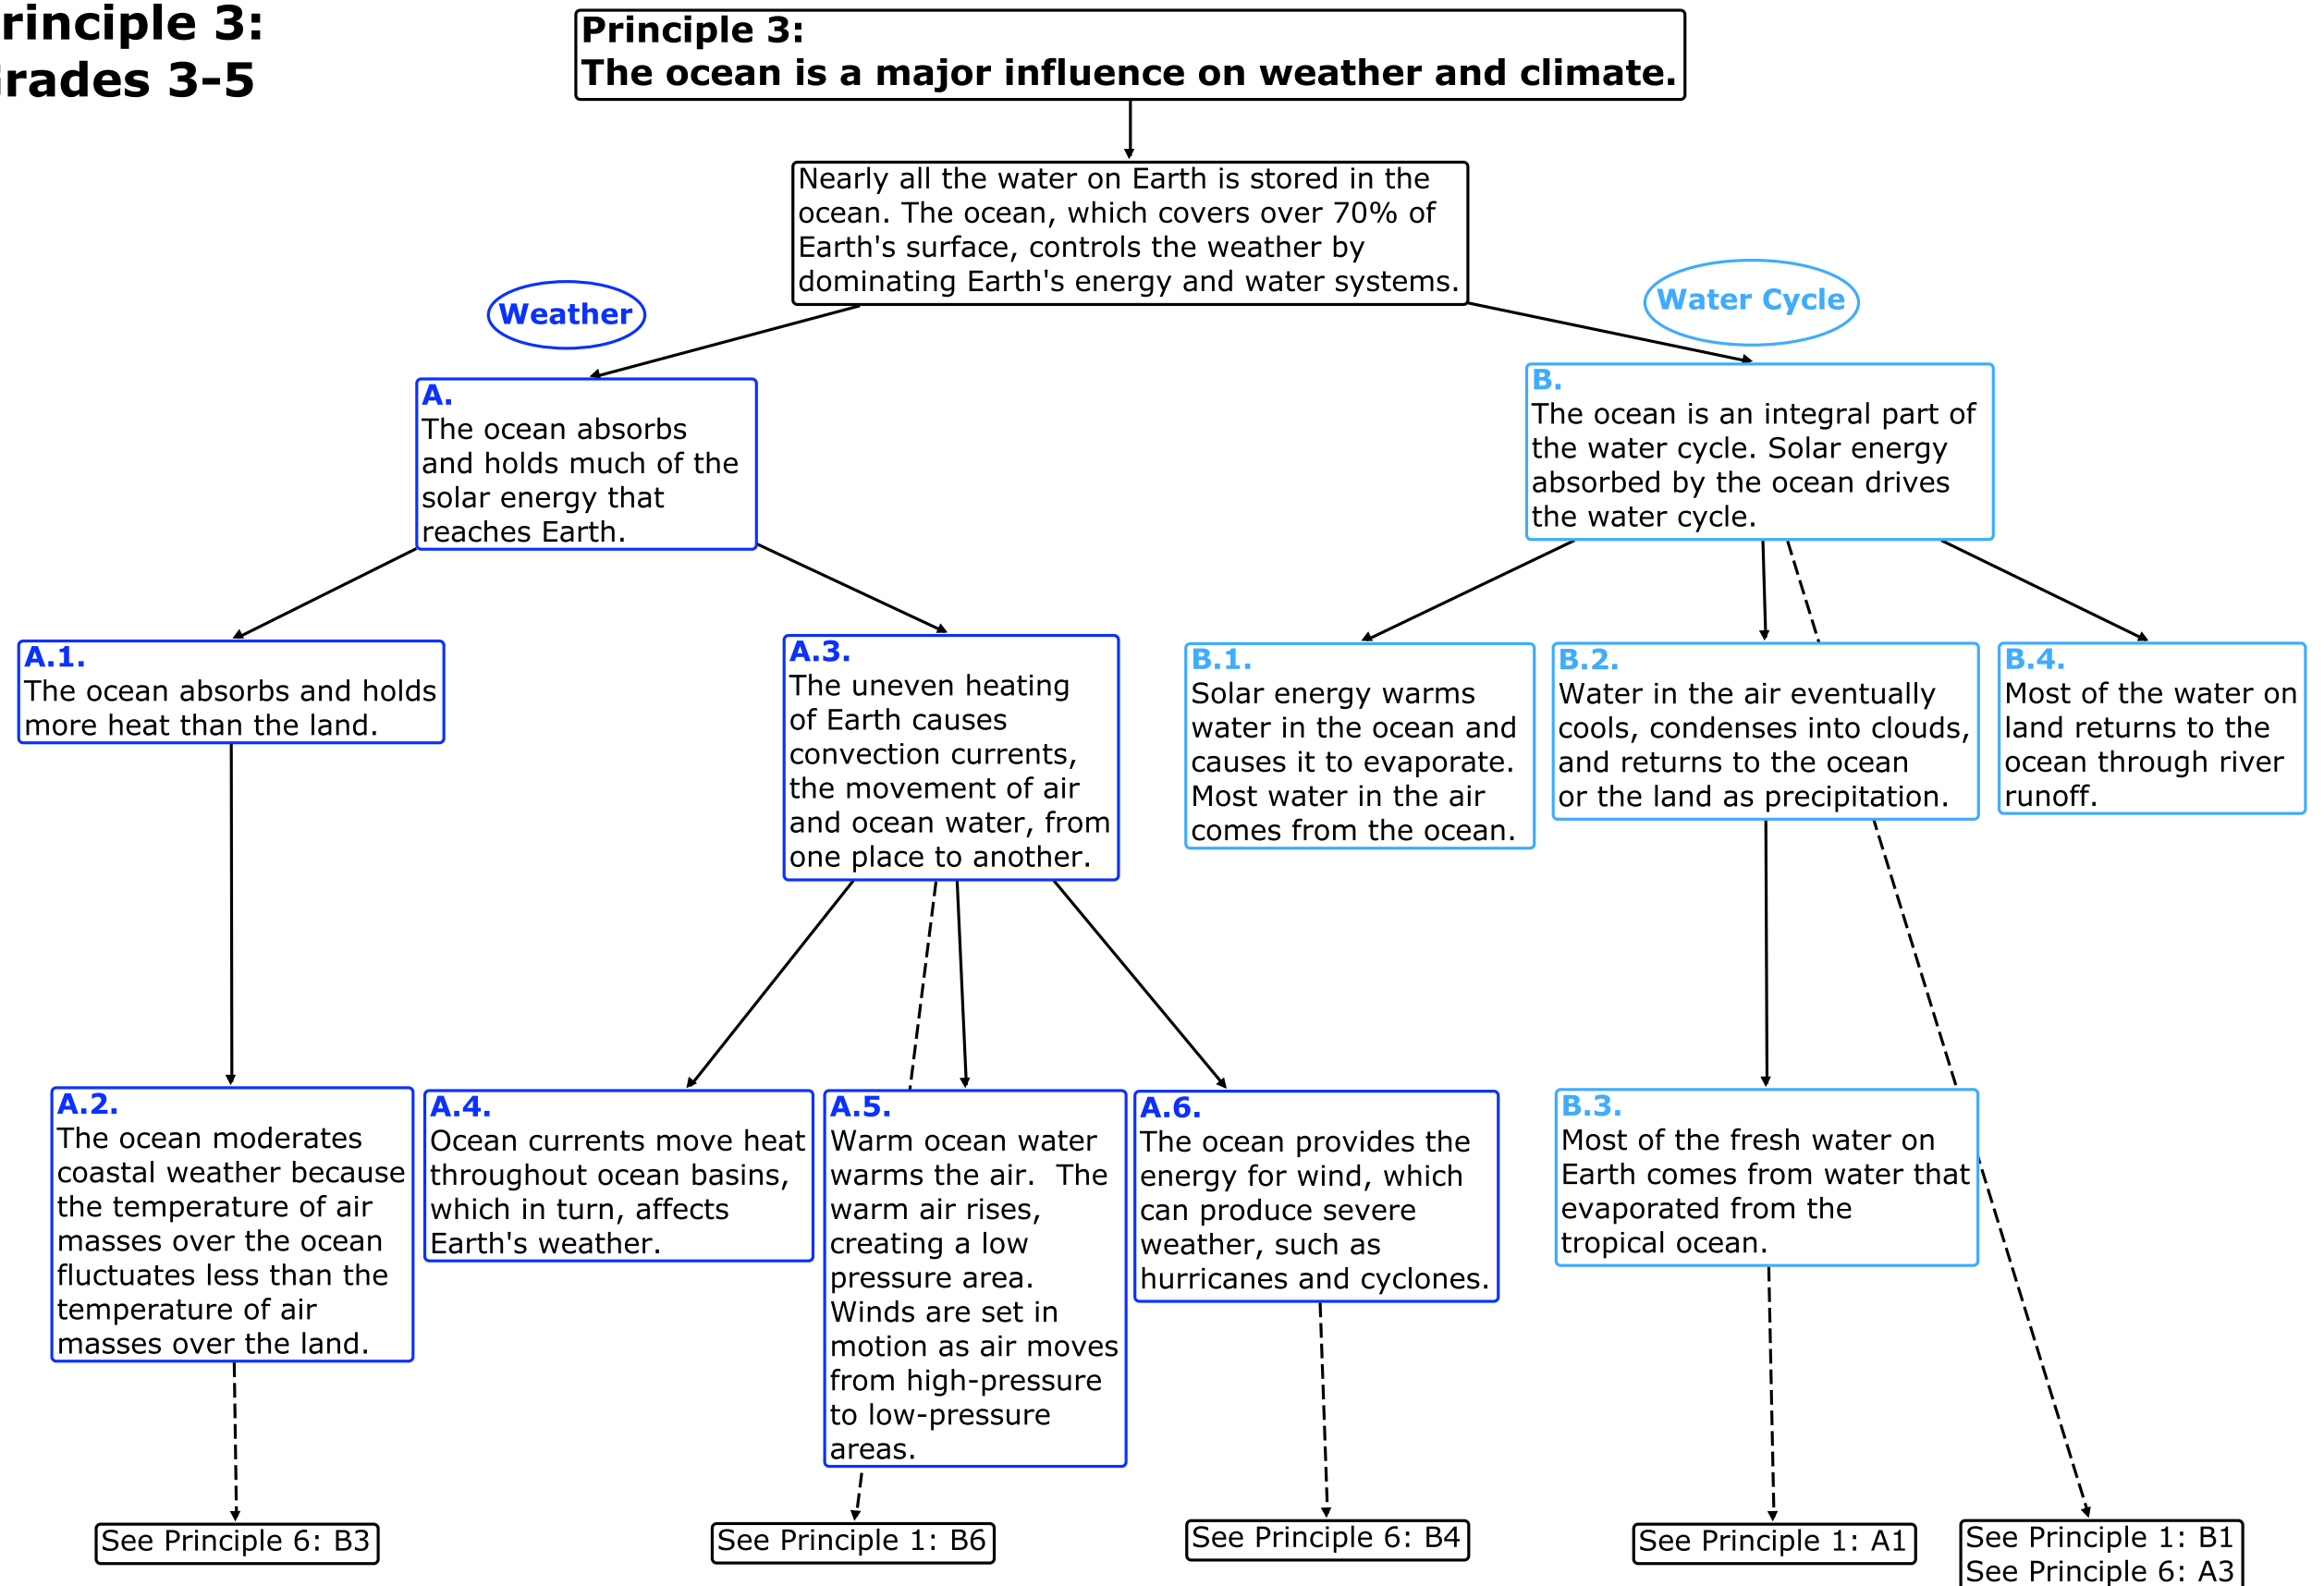 rinciple 3:
Grades 3-5
Principle 3:
The ocean is a major influence on weather and climate.
Nearly all the water on Earth is stored in the
ocean. The ocean, which covers over 70% of
Earth's surface, controls the weather by
dominating Earth's energy and water systems.
Weather
Water Cycle
A.
The ocean absorbs
and holds much of the
solar energy that
reaches Earth.
B.
The ocean is an integral part of
the water cycle. Solar energy
absorbed by the ocean drives
the water cycle.
A.1.
The ocean absorbs and holds
more heat than the land.
A.3.
The uneven heating
of Earth causes
convection currents,
the movement of air
and ocean water, from
one place to another.
B.1.
Solar energy warms
water in the ocean and
causes it to evaporate.
Most water in the air
comes from the ocean.
B.2.
Water in the air eventually
cools, condenses into clouds,
and returns to the ocean
or the land as precipitation.
B.4.
Most of the water on
land returns to the
ocean through river
runoff.
A.2.
The ocean moderates
coastal weather because
the temperature of air
masses over the ocean
fluctuates less than the
temperature of air
masses over the land.
A.4.
Ocean currents move heat
throughout ocean basins,
which in turn, affects
Earth's weather.
A.5.
Warm ocean water
warms the air.  The
warm air rises,
creating a low
pressure area.
Winds are set in
motion as air moves
from high-pressure
to low-pressure
areas.
A.6.
The ocean provides the
energy for wind, which
can produce severe
weather, such as
hurricanes and cyclones.
B.3.
Most of the fresh water on
Earth comes from water that
evaporated from the
tropical ocean.
See Principle 6: B3
See Principle 1: B6
See Principle 6: B4
See Principle 1: A1
See Principle 1: B1
See Principle 6: A3